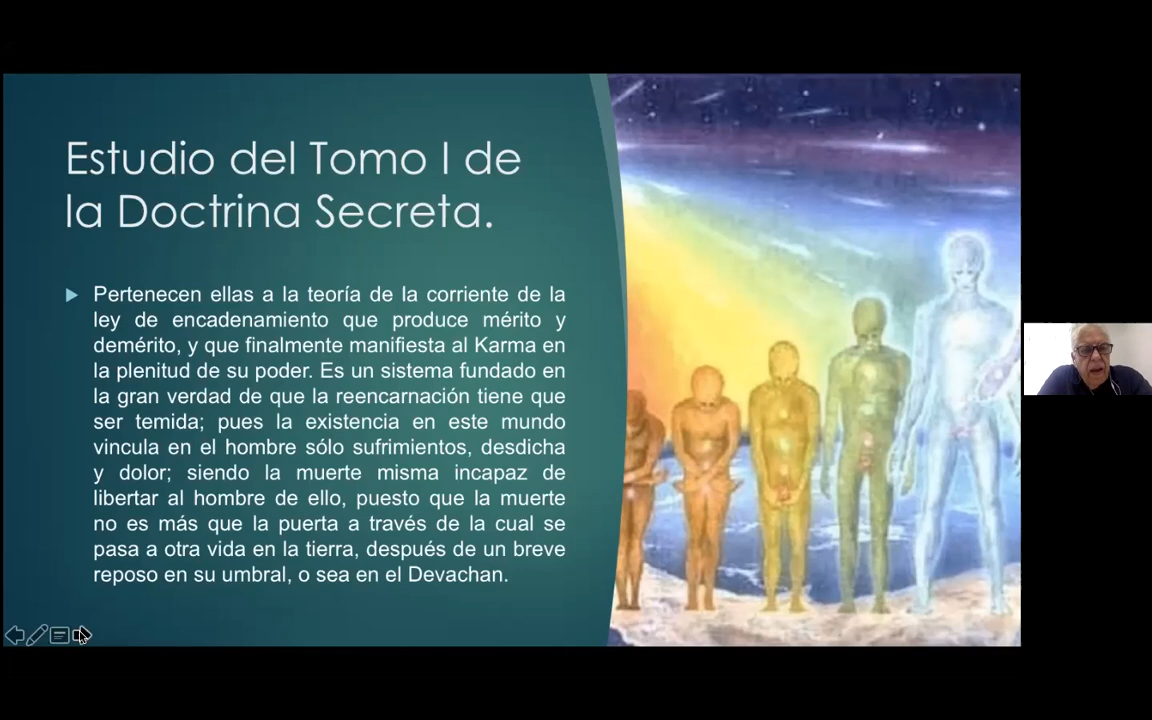 Estudio del Tomo I de
la Doctrina Secreta.
Pertenecen ellas a la teoría de la corriente de la
ley de encadenamiento que produce mérito y
demérito, y que finalmente manifiesta al Karma en
la plenitud de su poder. Es un sistema fundado en
la gran verdad de que la reencarnación tiene que
ser temida; pues la existencia en este mundo
vincula en el hombre sólo sufrimientos, desdicha
y dolor; siendo la muerte misma incapaz de
libertar al hombre de ello, puesto que la muerte
no es más que la puerta a través de la cual se
pasa a otra vida en la tierra, después de un breve
reposo en su umbral, o sea en el Devachan.